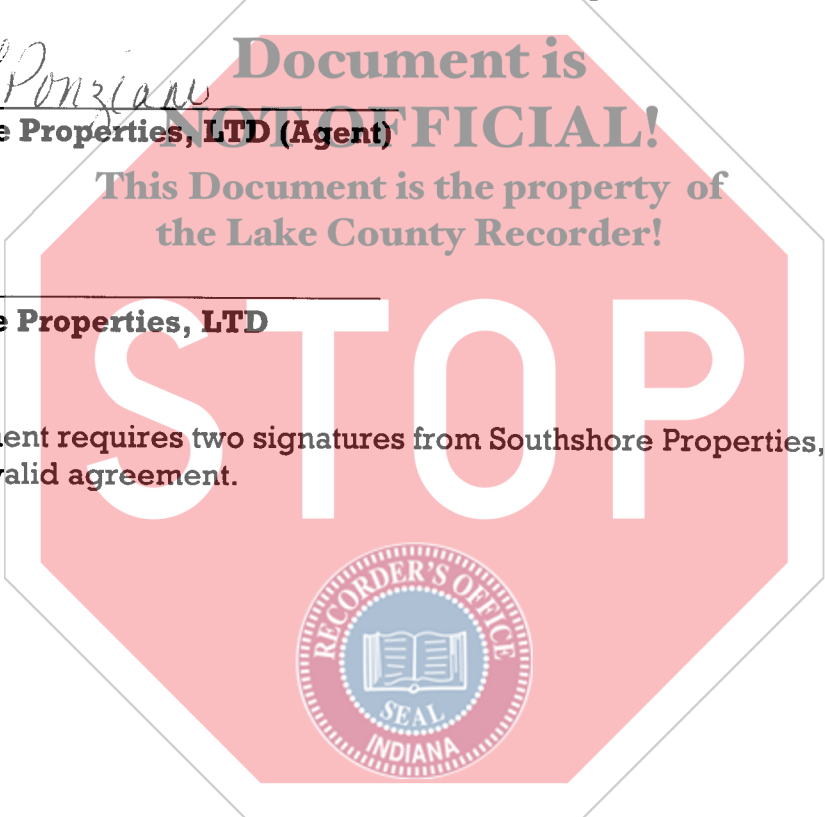 Document is
Ponziani
e Properties, LTD (Agent)
NOT OFFICIAL!
This Document is the property of
the Lake County Recorder!
e Properties, LTD
STOP
ent requires two signatures from Southshore Properties,
valid agreement.
RECORDER'S OFFICE
SEAL
INDIANA